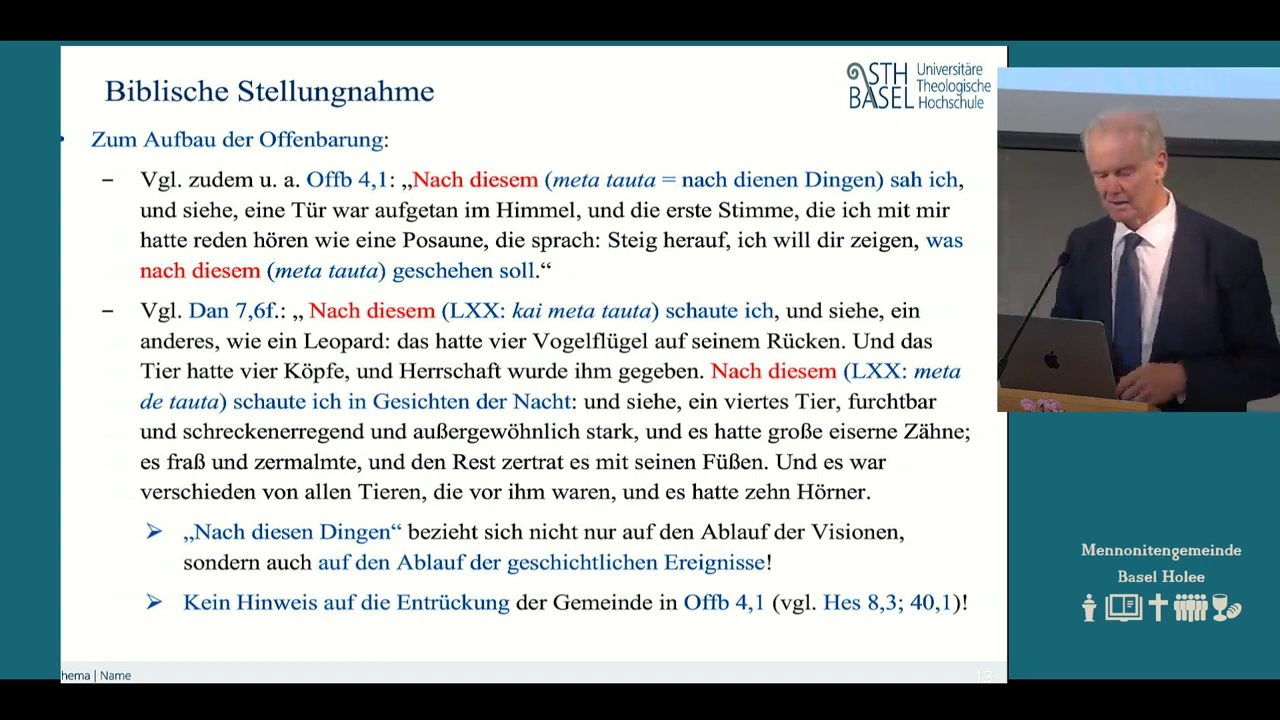 Biblische Stellungnahme
STH BASEL
Universitäre
Theologische
Hochschule
• Zum Aufbau der Offenbarung:
– Vgl. zudem u. a. Offb 4,1: „Nach diesem (meta tauta = nach dienen Dingen) sah ich,
und siehe, eine Tür war aufgetan im Himmel, und die erste Stimme, die ich mit mir
hatte reden hören wie eine Posaune, die sprach: Steig herauf, ich will dir zeigen, was
nach diesem (meta tauta) geschehen soll.“
– Vgl. Dan 7,6f.: „ Nach diesem (LXX: kai meta tauta) schaute ich, und siehe, ein
anderes, wie ein Leopard: das hatte vier Vogelflügel auf seinem Rücken. Und das
Tier hatte vier Köpfe, und Herrschaft wurde ihm gegeben. Nach diesem (LXX: meta
de tauta) schaute ich in Gesichten der Nacht: und siehe, ein viertes Tier, furchtbar
und schreckenerregend und außergewöhnlich stark, und es hatte große eiserne Zähne;
es fraß und zermalmte, und den Rest zertrat es mit seinen Füßen. Und es war
verschieden von allen Tieren, die vor ihm waren, und es hatte zehn Hörner.
➢ „Nach diesen Dingen“ bezieht sich nicht nur auf den Ablauf der Visionen,
sondern auch auf den Ablauf der geschichtlichen Ereignisse!
➢ Kein Hinweis auf die Entrückung der Gemeinde in Offb 4,1 (vgl. Hes 8,3; 40,1)!
hema | Name
13
Mennonitengemeinde
Basel Holee